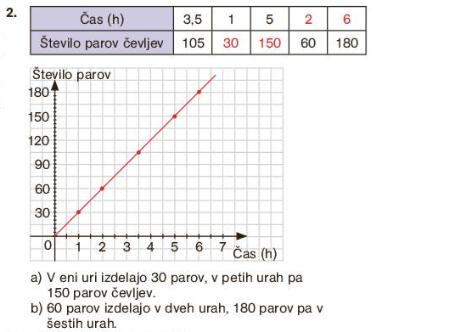 2.
Čas (h) 3,5 1 5 2 6
Število parov čevljev 105 30 150 60 180
Število parov
180
150
120
90
60
30
0 1 2 3 4 5 6 7
Čas (h)
a) V eni uri izdelajo 30 parov, v petih urah pa
150 parov čevljev.
b) 60 parov izdelajo v dveh urah, 180 parov pa v
šestih urah.